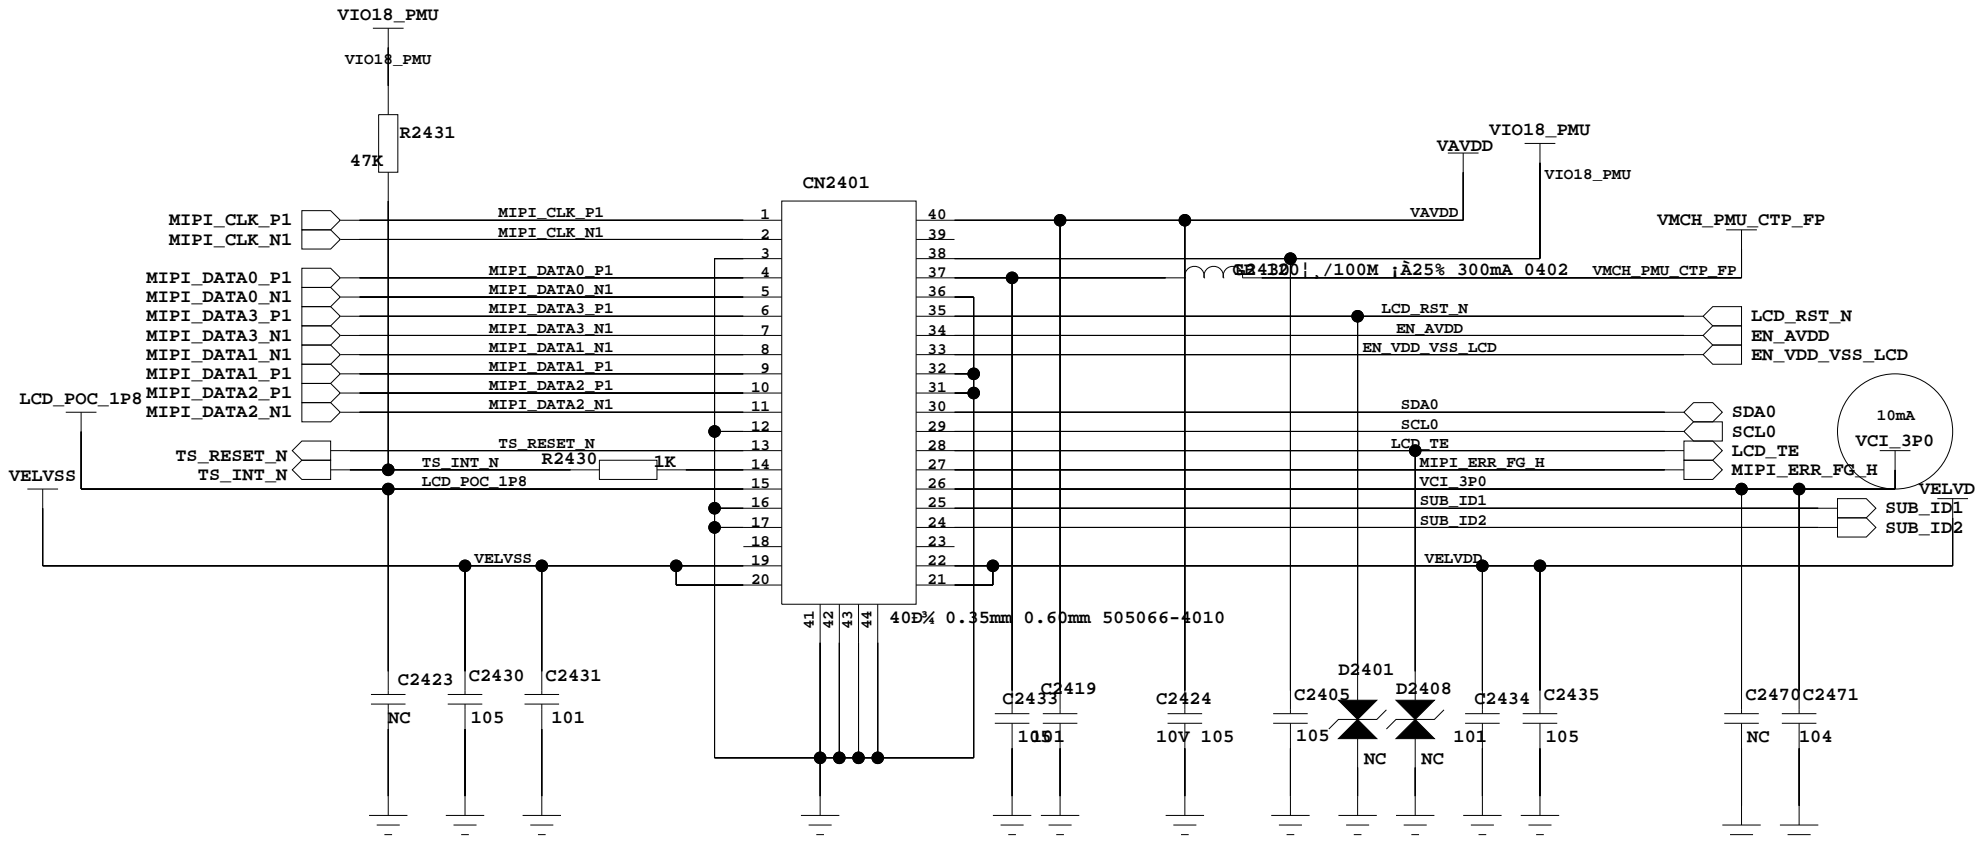 VIO18_PMU
VIO18_PMU
R2431
47K
CN2401
VAVDD
VIO18_PMU
VIO18_PMU
VMCH_PMU_CTP_FP
MIPI_CLK_P1 MIPI_CLK_P1 1 40 VAVDD
MIPI_CLK_N1 MIPI_CLK_N1 2 39
3 38
MIPI_DATA0_P1 MIPI_DATA0_P1 4 37 /100M ¡À25% 300mA 0402 VMCH_PMU_CTP_FP
MIPI_DATA0_N1 MIPI_DATA0_N1 5 36
MIPI_DATA3_P1 MIPI_DATA3_P1 6 35 LCD_RST_N LCD_RST_N
MIPI_DATA3_N1 MIPI_DATA3_N1 7 34 EN_AVDD EN_AVDD
MIPI_DATA1_N1 MIPI_DATA1_N1 8 33 EN_VDD_VSS_LCD EN_VDD_VSS_LCD
MIPI_DATA1_P1 MIPI_DATA1_P1 9 32
LCD_POC_1P8 MIPI_DATA2_P1 MIPI_DATA2_P1 10 31
MIPI_DATA2_N1 MIPI_DATA2_N1 11 30 SDA0 SDA0
10mA
12 29 SCL0 SCL0
VCI_3P0
TS_RESET_N TS_RESET_N 13 28 LCD_TE LCD_TE
TS_INT_N TS_INT_N R2430 1K 14 27 MIPI_ERR_FG_H MIPI_ERR_FG_H
VELVSS LCD_POC_1P8 15 26 VCI_3P0 VELVD
16 25 SUB_ID1 SUB_ID1
17 24 SUB_ID2 SUB_ID2
18 23
VELVSS 19 22 VELVDD
20 21
41 42 43 44
40Ð¾ 0.35mm 0.60mm 505066-4010
C2423 NC
C2430 105
C2431 101
C2433
C2419
C2424 10V 105
C2405 105
D2401 NC
D2408 NC
C2434 101
C2435 105
C2470 NC
C2471 104